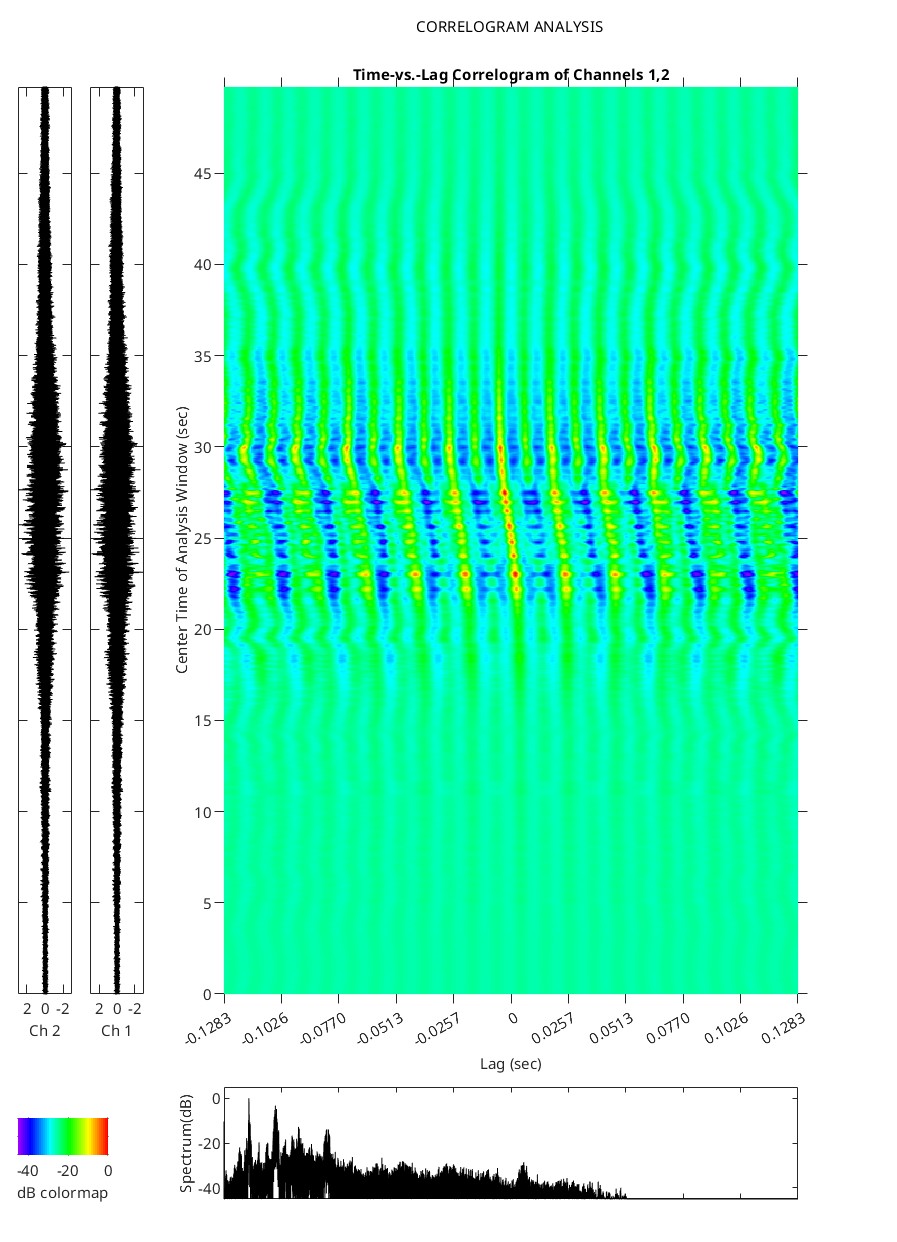 CORRELOGRAM ANALYSIS
Time-vs.-Lag Correlogram of Channels 1,2
Center Time of Analysis Window (sec)
45
40
35
30
25
20
15
10
5
0
2 0 -2
Ch 2
2 0 -2
Ch 1
-0.1283
-0.1026
-0.0770
-0.0513
-0.0257
0
0.0257
0.0513
0.0770
0.1026
0.1283
Lag (sec)
Spectrum(dB)
0
-20
-40
-40 -20 0
dB colormap